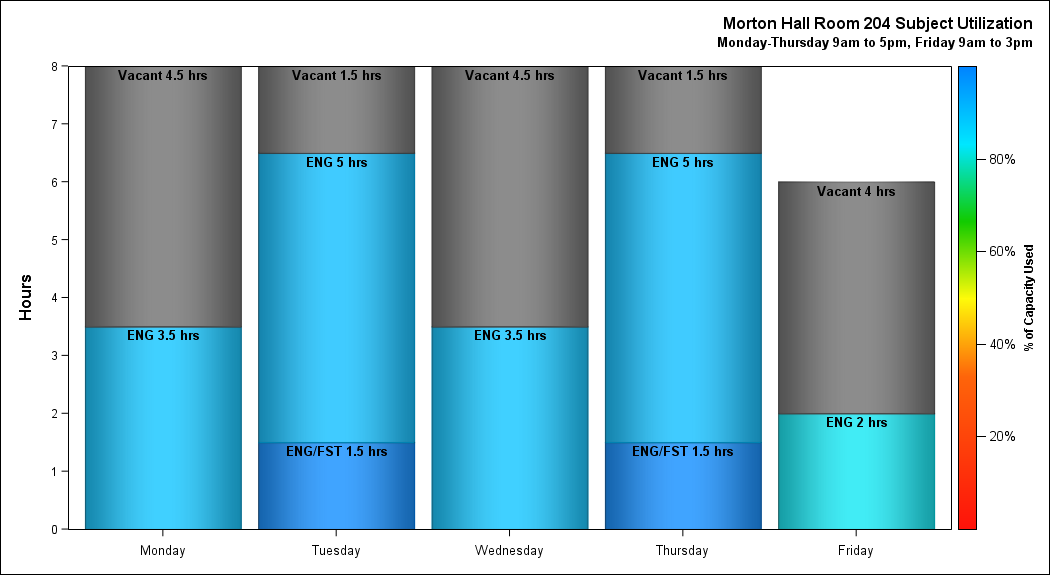 Morton Hall Room 204 Subject Utilization
Monday-Thursday 9am to 5pm, Friday 9am to 3pm
Hours
8
7
6
5
4
3
2
1
0
Vacant 4.5 hrs
ENG 3.5 hrs
Vacant 1.5 hrs
ENG 5 hrs
ENG/FST 1.5 hrs
Vacant 4.5 hrs
ENG 3.5 hrs
Vacant 1.5 hrs
ENG 5 hrs
ENG/FST 1.5 hrs
Vacant 4 hrs
ENG 2 hrs
Monday
Tuesday
Wednesday
Thursday
Friday
80%
60%
40%
20%
% of Capacity Used